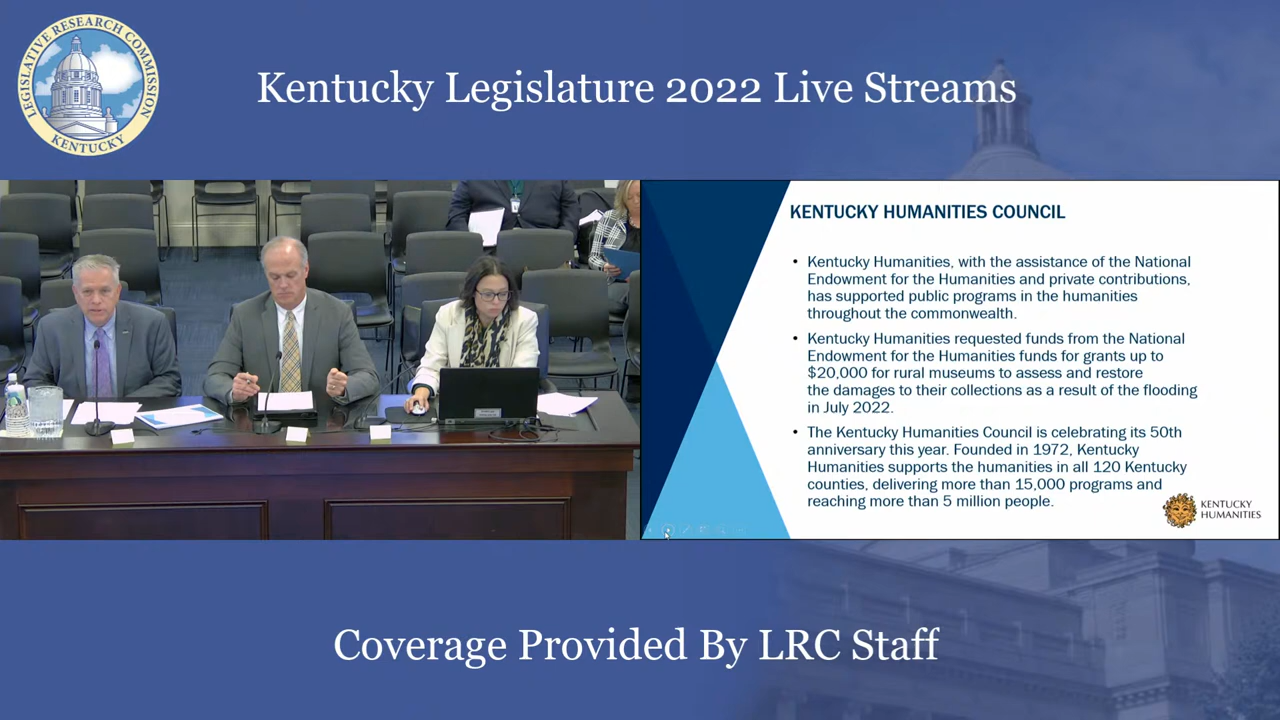 LEGISLATIVE RESEARCH COMMISSION
KENTUCKY
Kentucky Legislature 2022 Live Streams
KENTUCKY HUMANITIES COUNCIL
• Kentucky Humanities, with the assistance of the National
Endowment for the Humanities and private contributions,
has supported public programs in the humanities
throughout the commonwealth.
• Kentucky Humanities requested funds from the National
Endowment for the Humanities funds for grants up to
$20,000 for rural museums to assess and restore
the damages to their collections as a result of the flooding
in July 2022.
• The Kentucky Humanities Council is celebrating its 50th
anniversary this year. Founded in 1972, Kentucky
Humanities supports the humanities in all 120 Kentucky
counties, delivering more than 15,000 programs and
reaching more than 5 million people.
KENTUCKY
HUMANITIES
Coverage Provided By LRC Staff